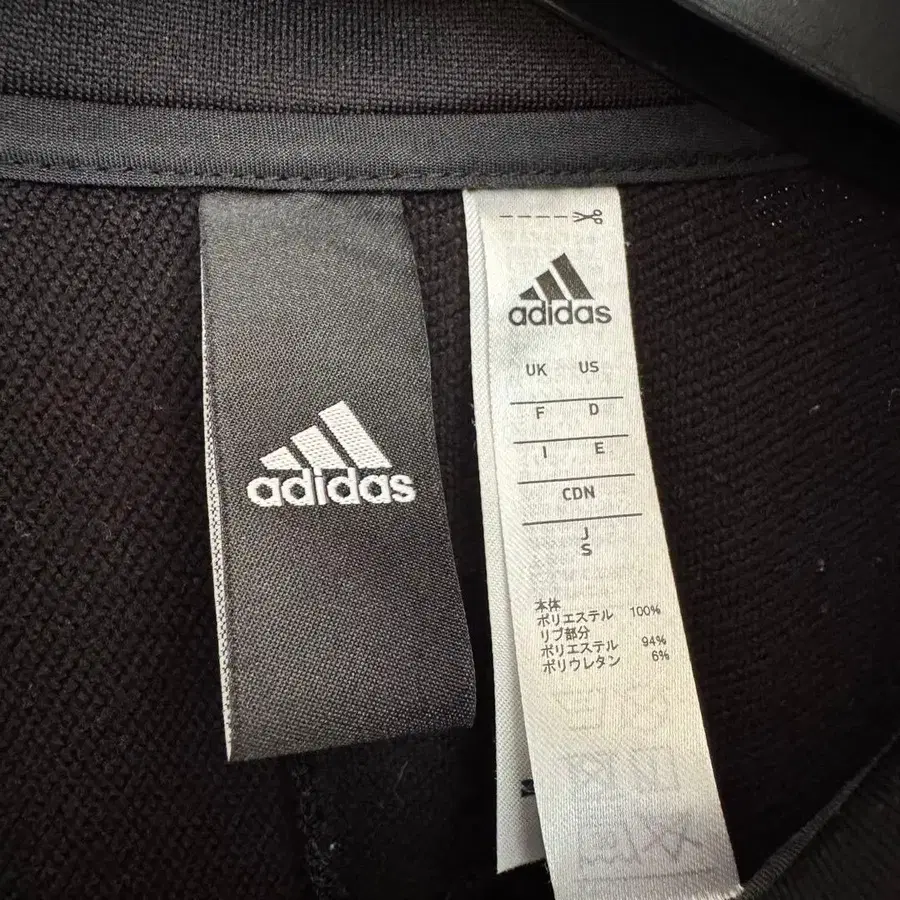 adidas
adidas
UK US
F D
I E
CDN
J
S
本体
ポリエステル 100%
リブ部分
ポリエステル 94%
ポリウレタン 6%